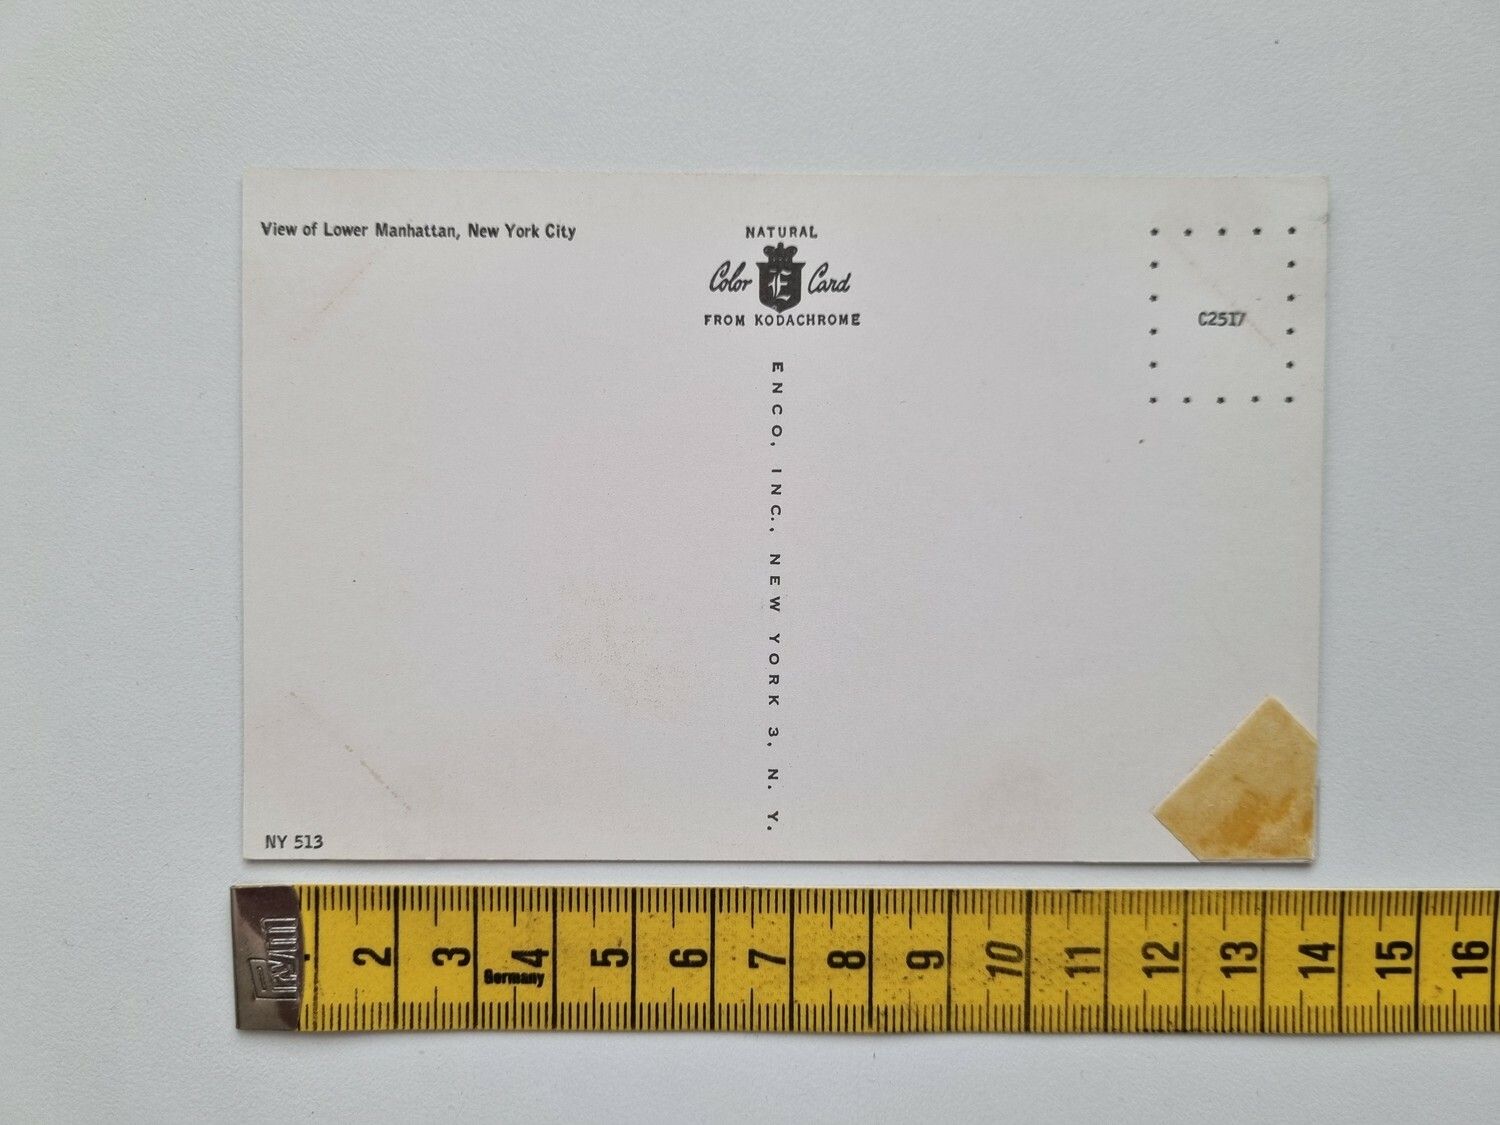 View of Lower Manhattan, New York City
NATURAL
Color E Card
FROM KODACHROME
C2517
ENCO, INC., NEW YORK 3, N. Y.
NY 513
Prym
2 3 4 5 6 7 8 9 10 11 12 13 14 15 16
Germany